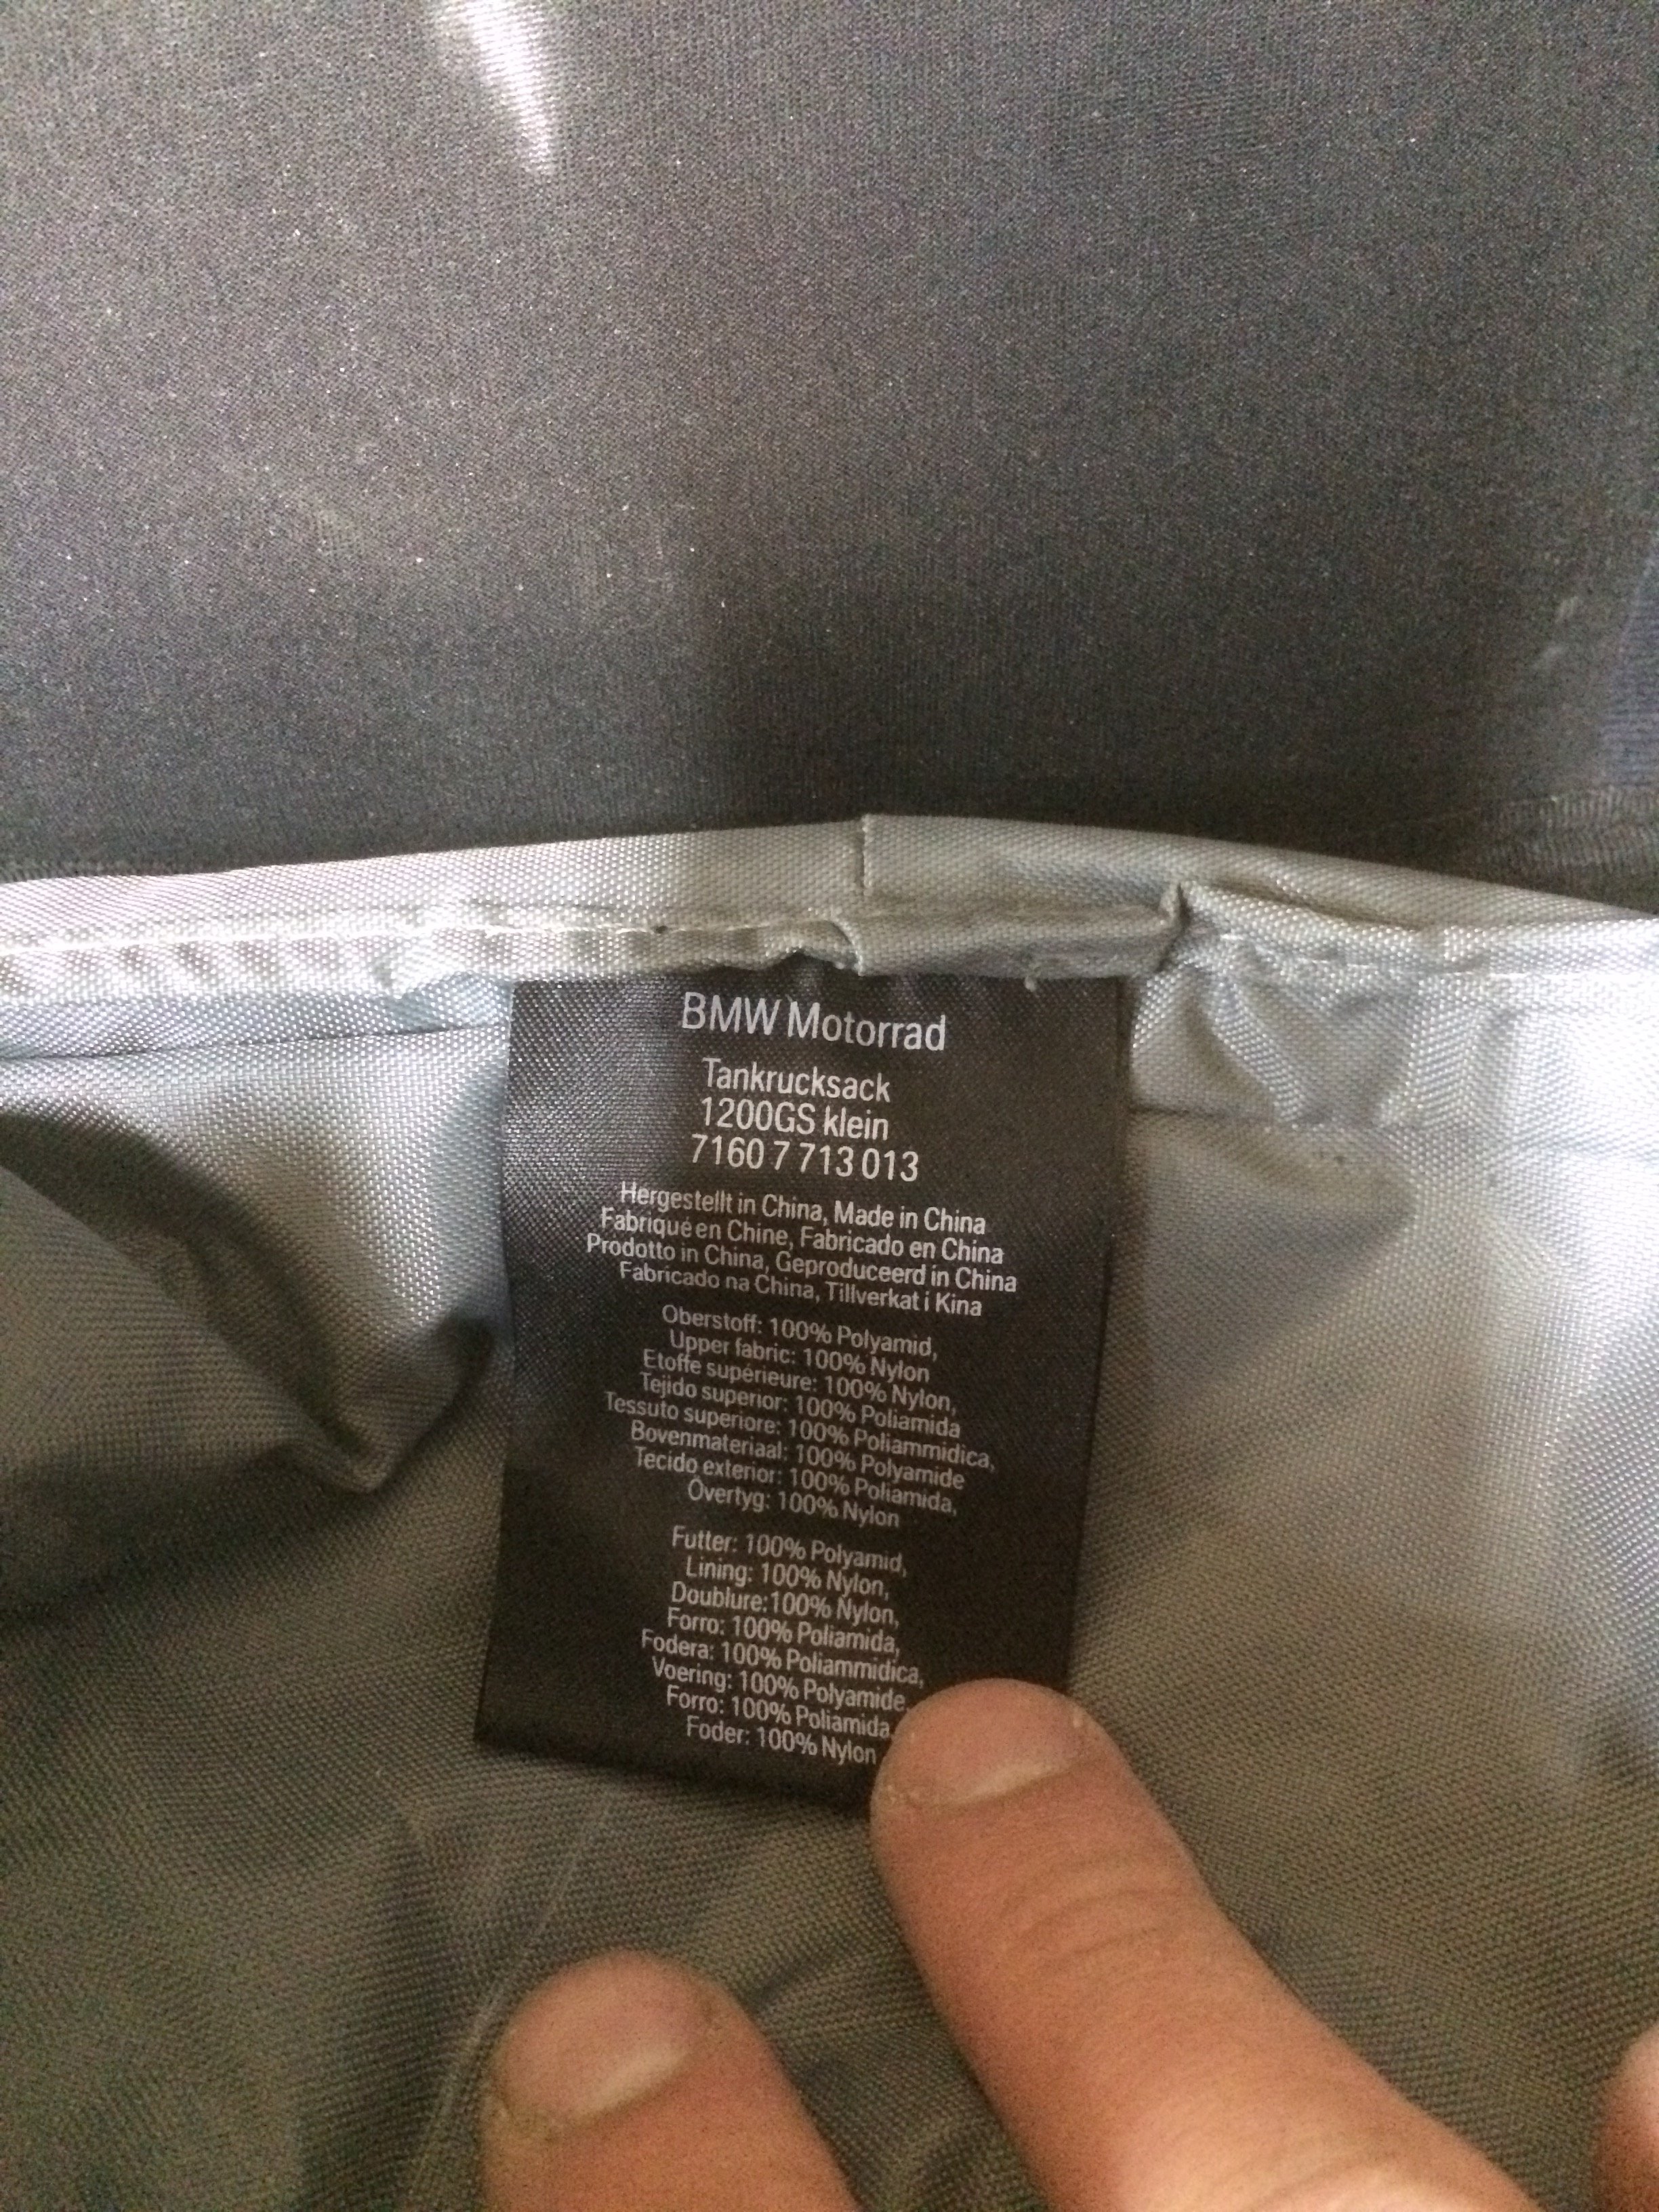 BMW Motorrad
Tankrucksack
1200GS klein
7160 7 713 013
Hergestellt in China, Made in China
Fabriqué en Chine, Fabricado en China
Prodotto in China, Geproduceerd in China
Fabricado na China, Tillverkat i Kina
Oberstoff: 100% Polyamid,
Upper fabric: 100% Nylon
Etoffe supérieure: 100% Nylon,
Tejido superior: 100% Poliamida
Tessuto superiore: 100% Poliammidica,
Bovenmateriaal: 100% Polyamide
Tecido exterior: 100% Poliamida,
Övertyg: 100% Nylon
Futter: 100% Polyamid,
Lining: 100% Nylon,
Doublure:100% Nylon,
Forro: 100% Poliamida,
Fodera: 100% Poliammidica,
Voering: 100% Polyamide,
Forro: 100% Poliamida,
Foder: 100% Nylon